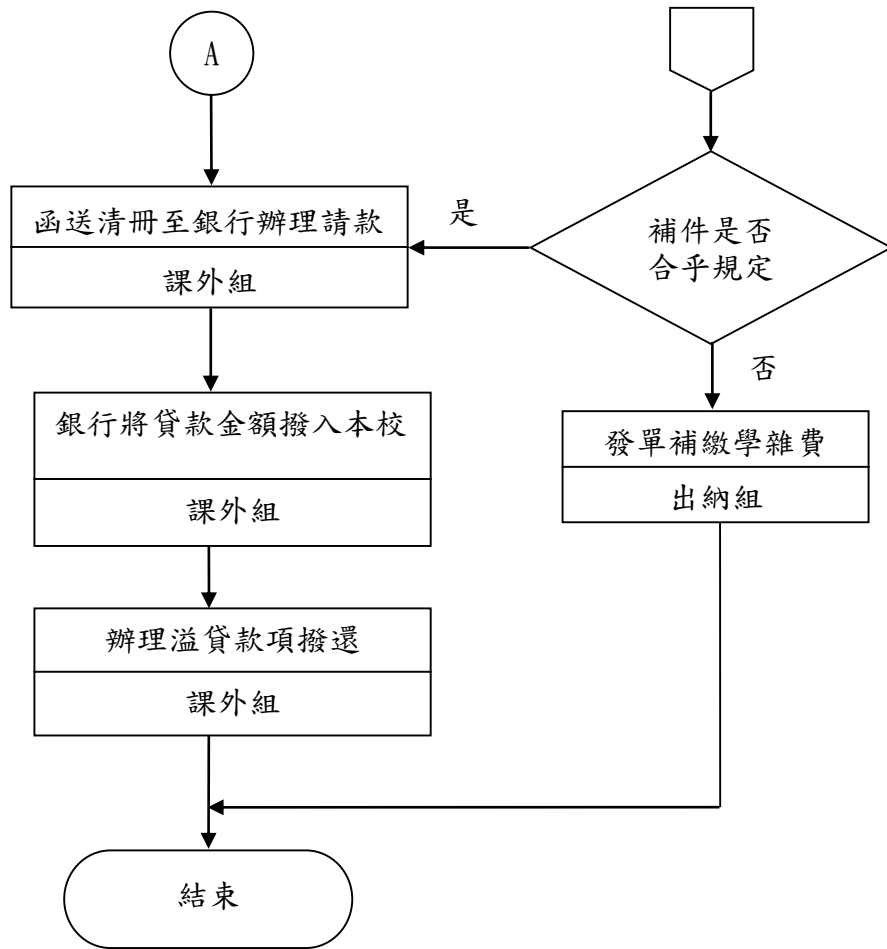 A
函送清冊至銀行辦理請款
課外組
是
補件是否
合乎規定
否
銀行將貸款金額撥入本校
課外組
發單補繳學雜費
出納組
辦理溢貸款項撥還
課外組
結束